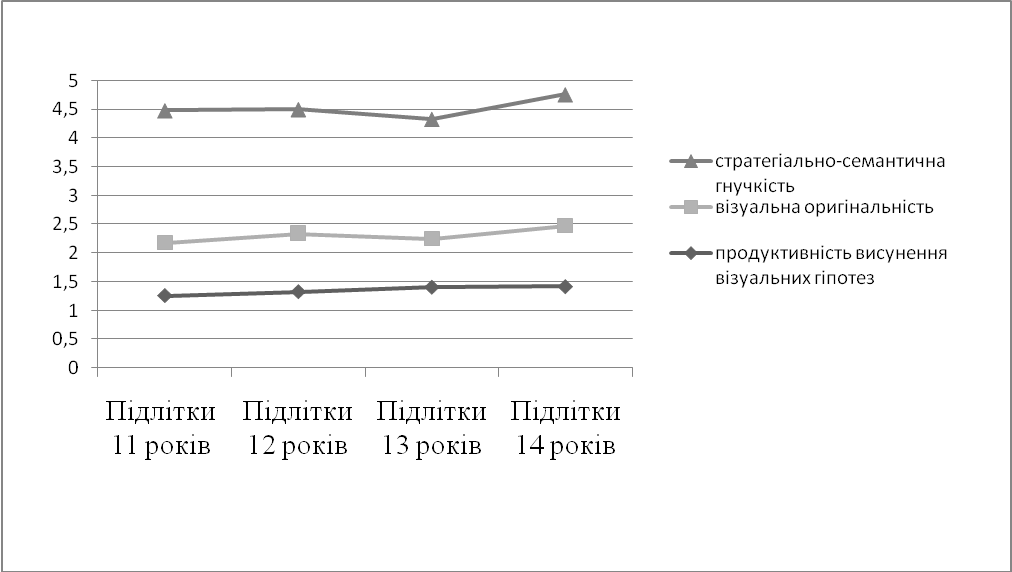 5
4,5
4
3,5
3
2,5
2
1,5
1
0,5
0
Підлітки 11 років
Підлітки 12 років
Підлітки 13 років
Підлітки 14 років
стратегіально-семантична
гнучкість
візуальна оригінальність
продуктивність висунення
візуальних гіпотез